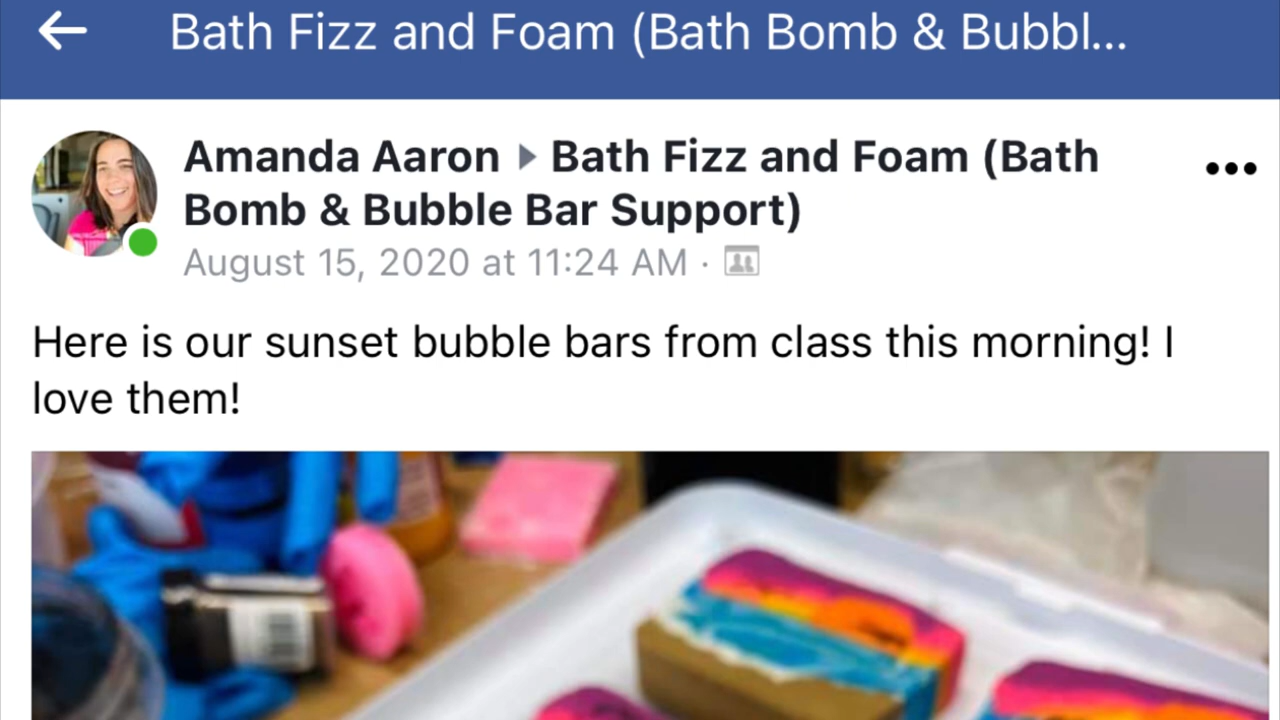 Bath Fizz and Foam (Bath Bomb & Bubbl...
Amanda Aaron ▸ Bath Fizz and Foam (Bath
Bomb & Bubble Bar Support)
August 15, 2020 at 11:24 AM ·
Here is our sunset bubble bars from class this morning! I
love them!